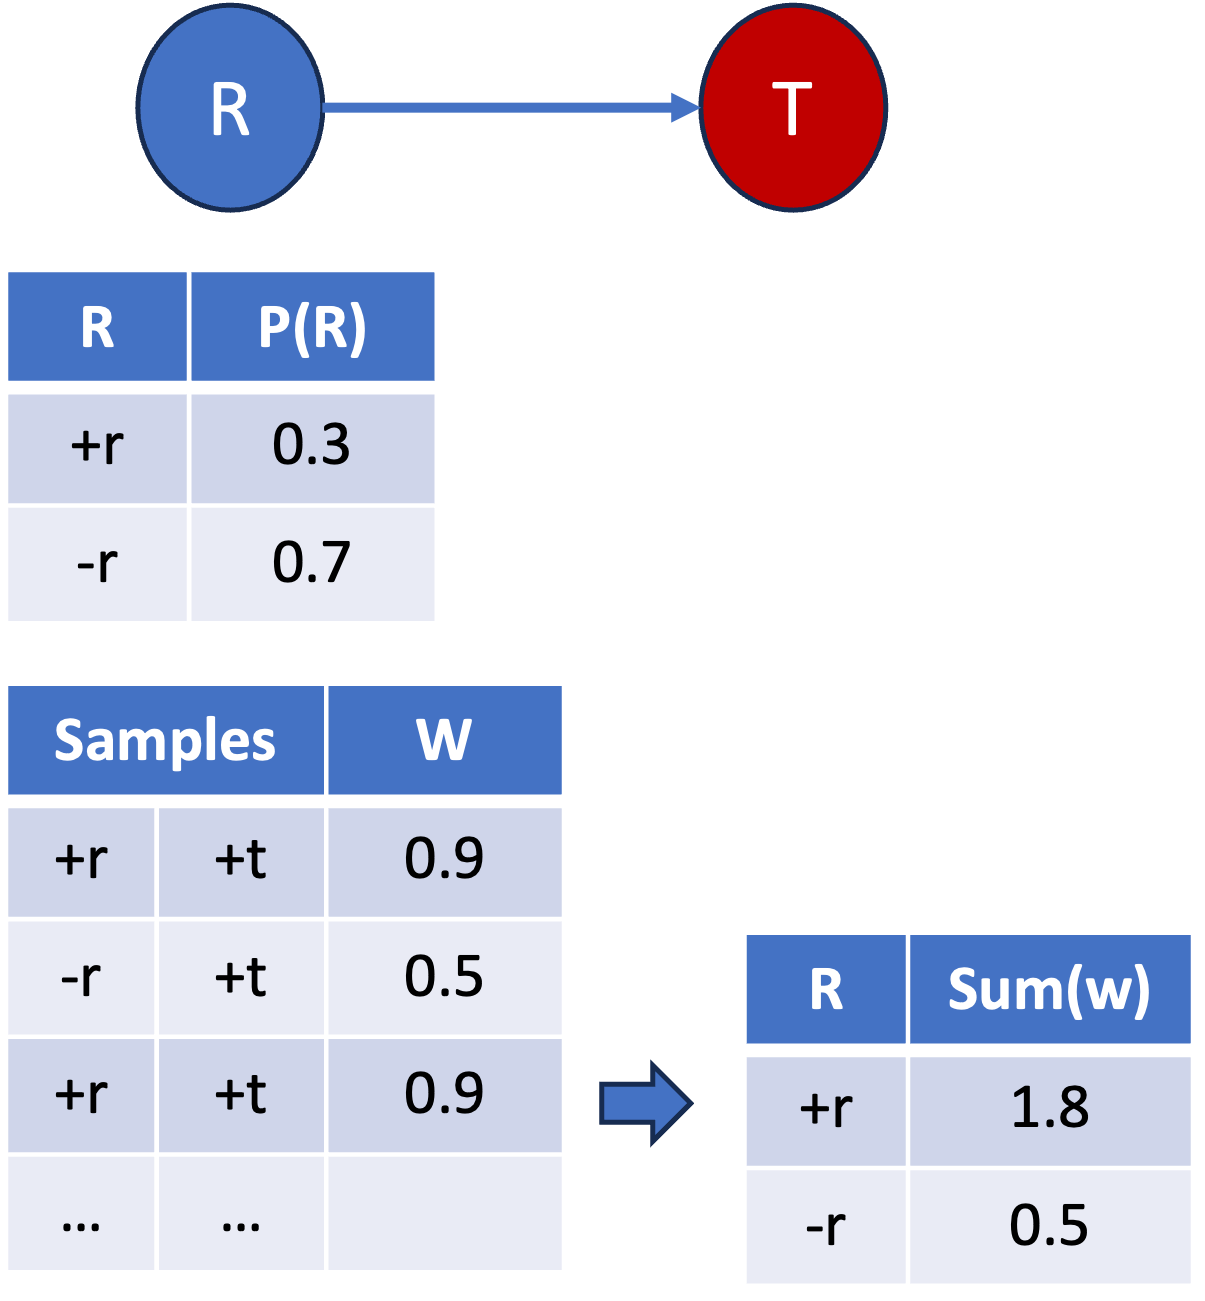 R T
R P(R)
+r 0.3
-r 0.7
Samples W
+r +t 0.9
-r +t 0.5
+r +t 0.9
... ...
R Sum(w)
+r 1.8
-r 0.5